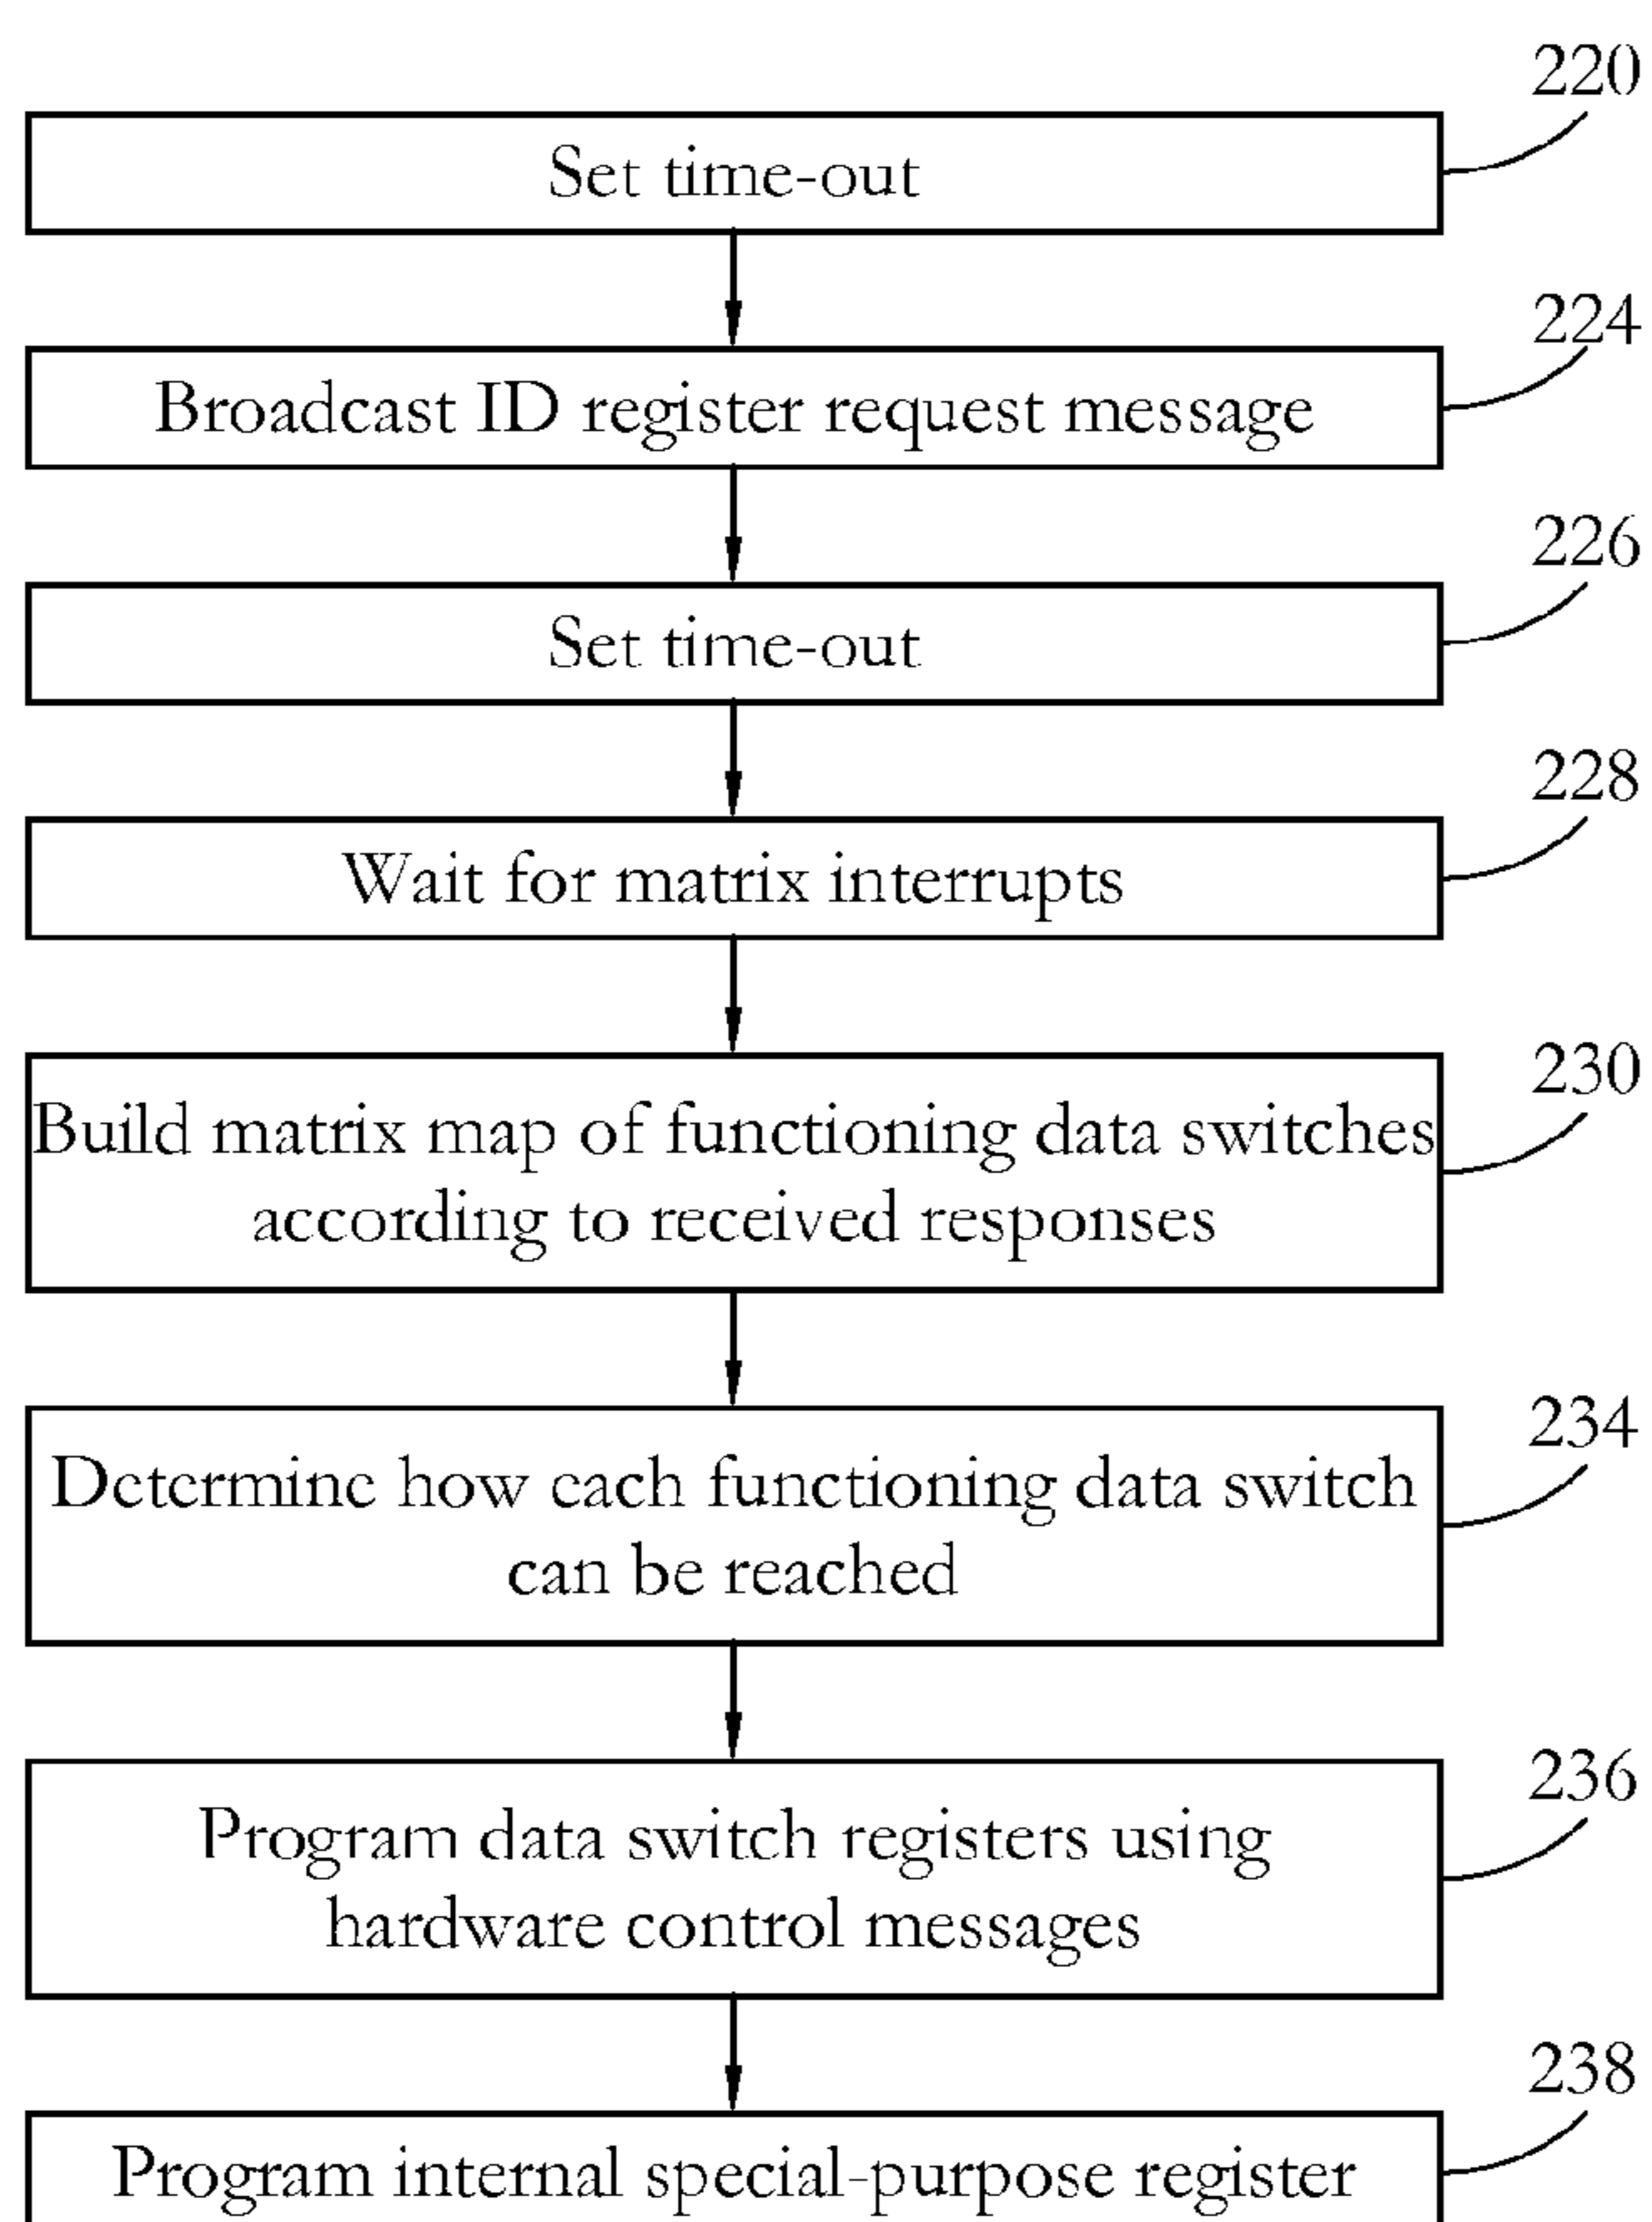 220
Set time-out
224
Broadcast ID register request message
226
Set time-out
228
Wait for matrix interrupts
230
Build matrix map of functioning data switches
according to received responses
234
Determine how each functioning data switch
can be reached
236
Program data switch registers using
hardware control messages
238
Program internal special-purpose register